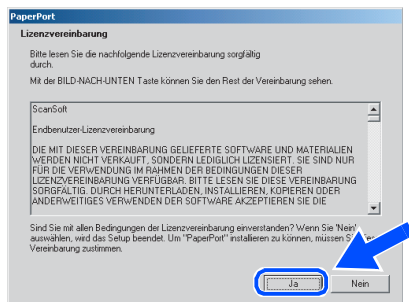 PaperPort
Lizenzvereinbarung
Bitte lesen Sie die nachfolgende Lizenzvereinbarung sorgfältig
durch.
Mit der BILD-NACH-UNTEN Taste können Sie den Rest der Vereinbarung sehen.
ScanSoft
Endbenutzer-Lizenzvereinbarung
DIE MIT DIESER VEREINBARUNG GELIEFERTE SOFTWARE UND MATERIALIEN
WERDEN NICHT VERKAUFT, SONDERN LEDIGLICH LIZENSIERT. SIE SIND NUR
FÜR DIE VERWENDUNG IM RAHMEN DER BEDINGUNGEN DIESER
LIZENZVEREINBARUNG VERFÜGBAR. BITTE LESEN SIE DIESE VEREINBARUNG
SORGFÄLTIG. DURCH HERUNTERLADEN, INSTALLIEREN, KOPIEREN ODER
ANDERWEITIGES VERWENDEN DER SOFTWARE AKZEPTIEREN SIE DIE
Sind Sie mit allen Bedingungen der Lizenzvereinbarung einverstanden? Wenn Sie 'Nein'
auswählen, wird das Setup beendet. Um "PaperPort" installieren zu können, müssen
Vereinbarung zustimmen.
Ja
Nein